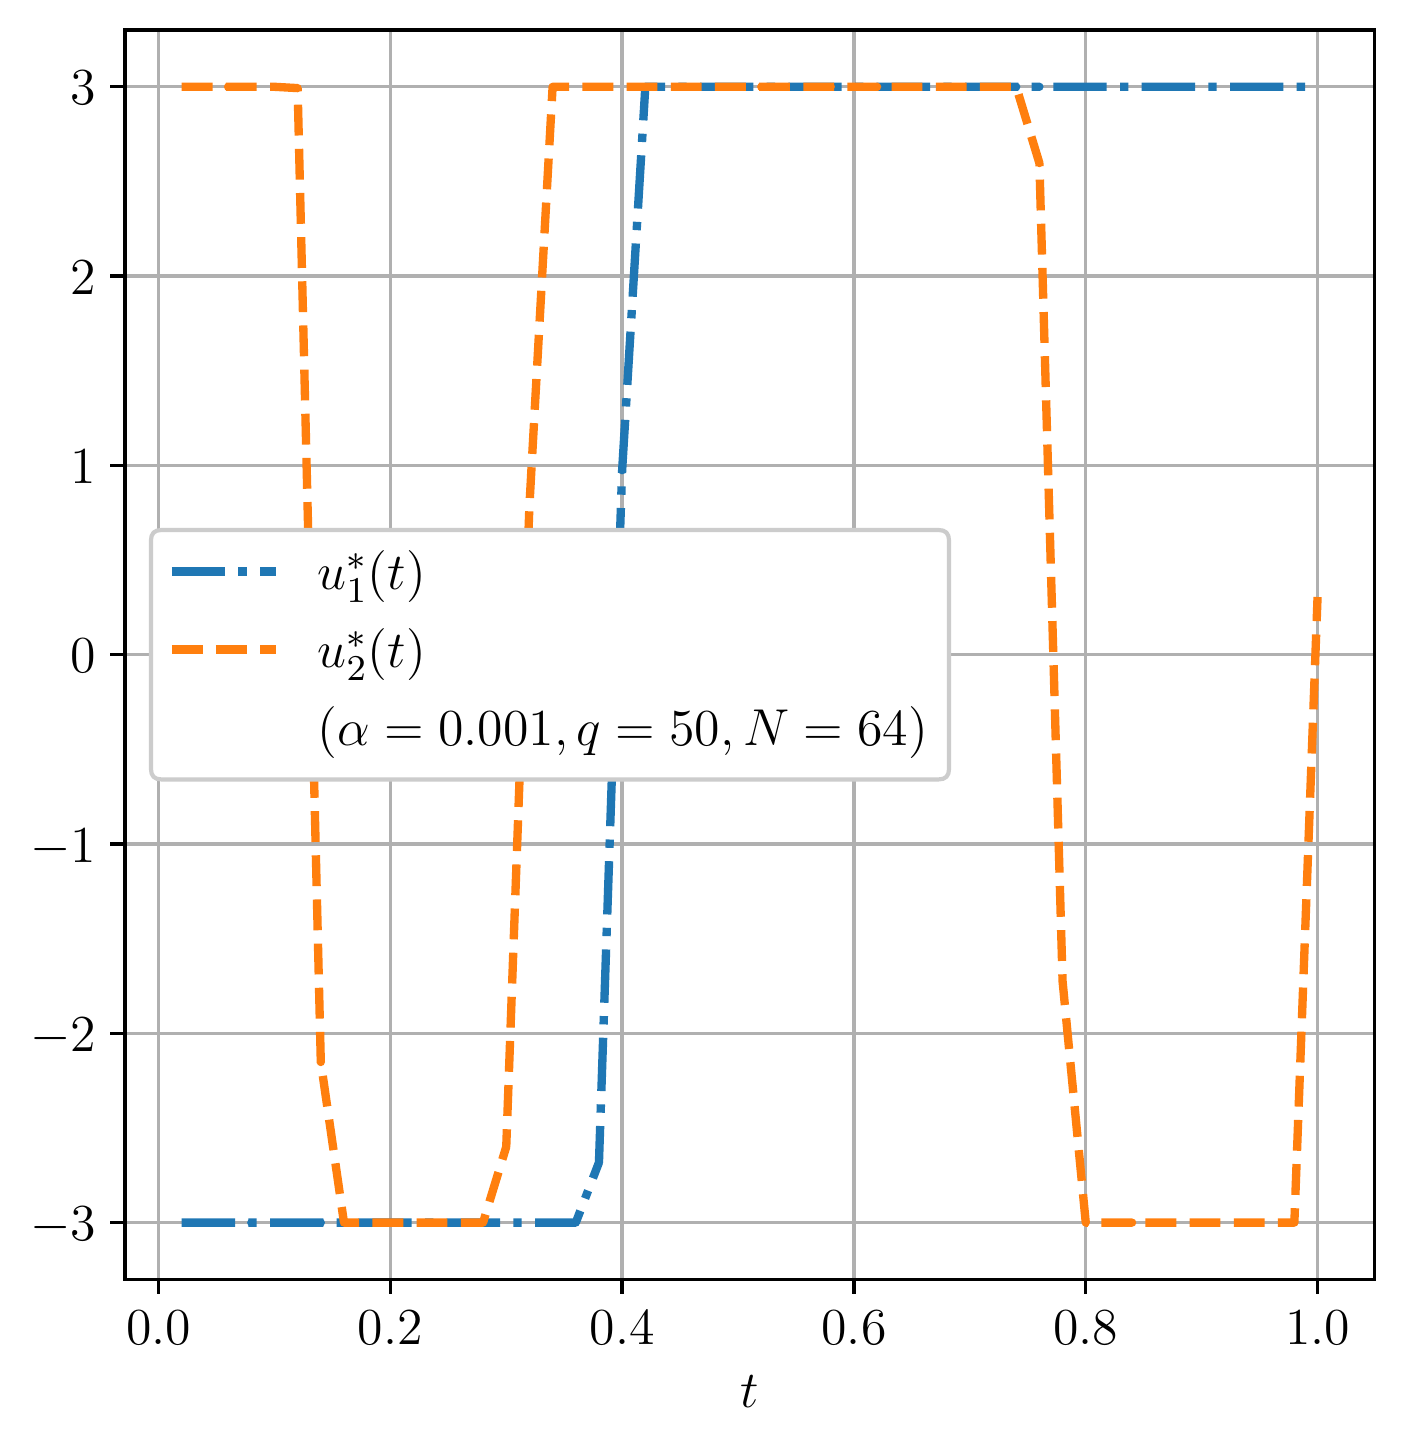 3
2
1
0
−1
−2
−3
u₁*(t)
u₂*(t)
(α = 0.001, q = 50, N = 64)
0.0 0.2 0.4 0.6 0.8 1.0
t